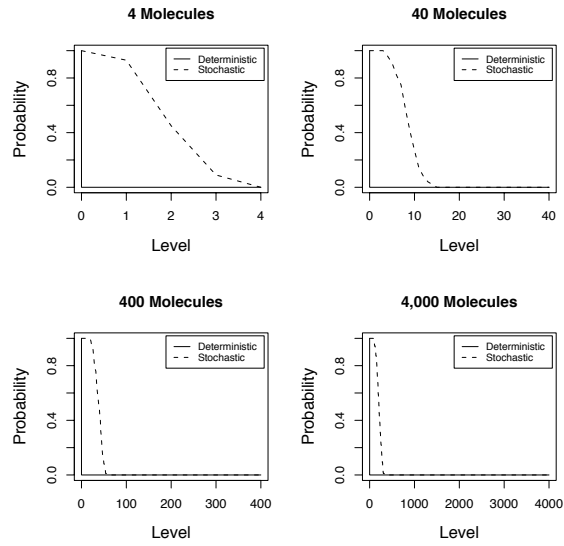 4 Molecules
Probability
0.0 0.4 0.8
Deterministic
Stochastic
0 1 2 3 4
Level
40 Molecules
Probability
0.0 0.4 0.8
Deterministic
Stochastic
0 10 20 30 40
Level
400 Molecules
Probability
0.0 0.4 0.8
Deterministic
Stochastic
0 100 200 300 400
Level
4,000 Molecules
Probability
0.0 0.4 0.8
Deterministic
Stochastic
0 1000 2000 3000 4000
Level